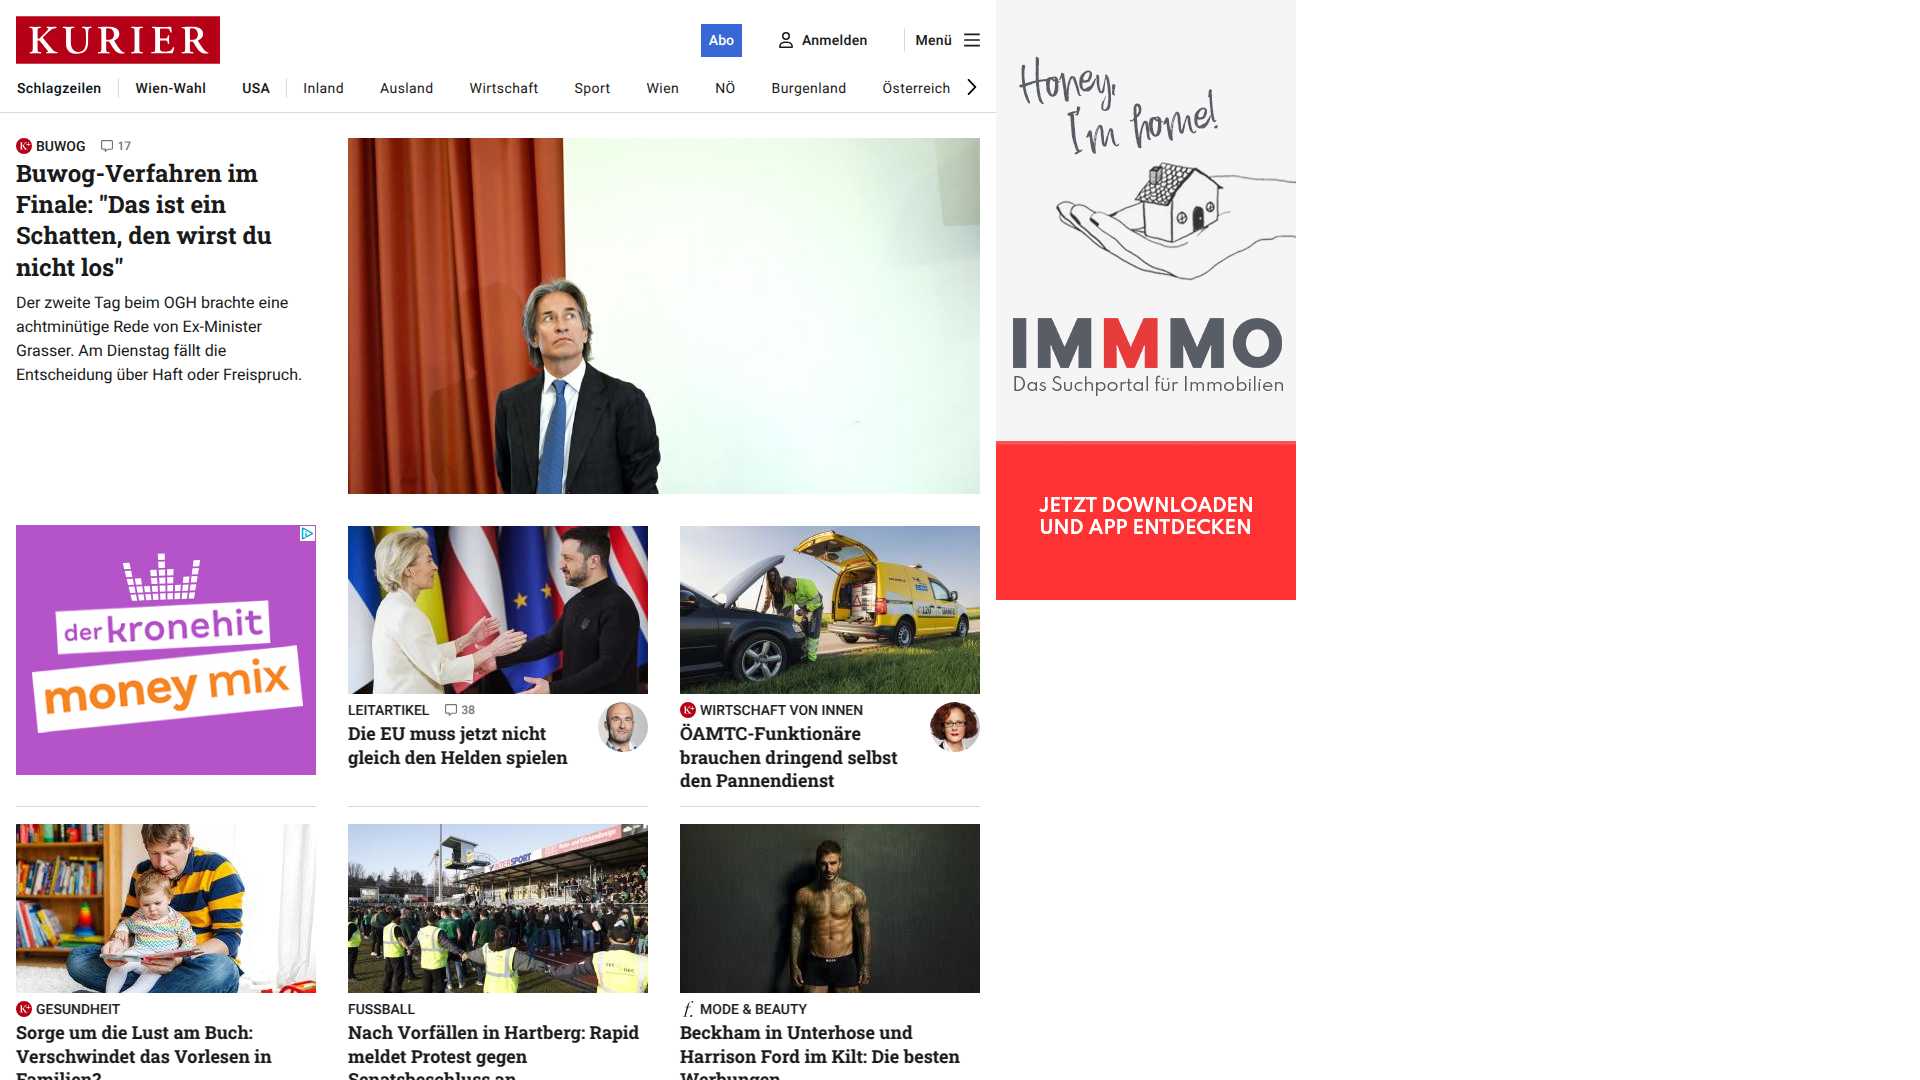 KURIER
Abo
Anmelden
Menü
Schlagzeilen
Wien-Wahl
USA
Inland
Ausland
Wirtschaft
Sport
Wien
NÖ
Burgenland
Österreich
BUWOG 17
Buwog-Verfahren im
Finale: "Das ist ein
Schatten, den wirst du
nicht los"
Der zweite Tag beim OGH brachte eine
achtminütige Rede von Ex-Minister
Grasser. Am Dienstag fällt die
Entscheidung über Haft oder Freispruch.
Honey,
I'm home!
IMMMO
Das Suchportal für Immobilien
JETZT DOWNLOADEN
UND APP ENTDECKEN
der kronehit
money mix
LEITARTIKEL 38
Die EU muss jetzt nicht
gleich den Helden spielen
WIRTSCHAFT VON INNEN
ÖAMTC-Funktionäre
brauchen dringend selbst
den Pannendienst
GESUNDHEIT
Sorge um die Lust am Buch:
Verschwindet das Vorlesen in
Familien?
FUSSBALL
Nach Vorfällen in Hartberg: Rapid
meldet Protest gegen
Senatsbeschluss an
MODE & BEAUTY
Beckham in Unterhose und
Harrison Ford im Kilt: Die besten
Werbungen